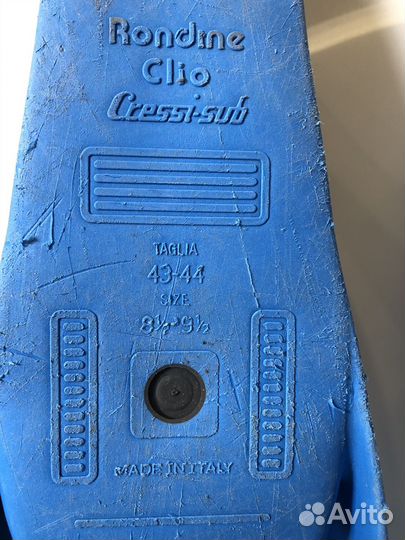 Rondine
Clio
Cressi-sub
TAGLIA
43-44
SIZE
8½•9½
MADE IN ITALY
Avito